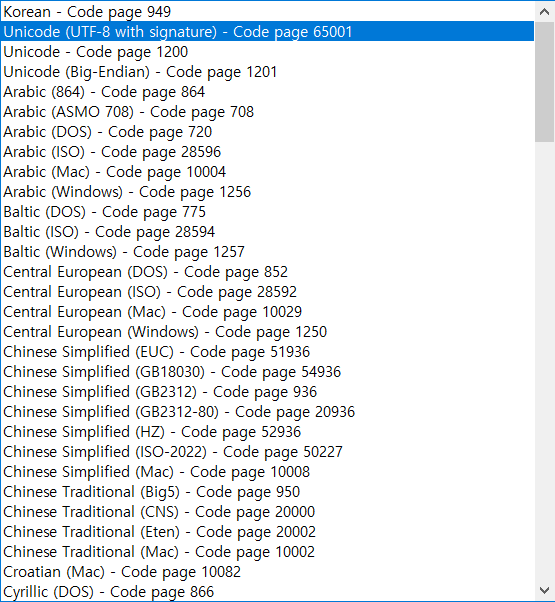 Korean - Code page 949
Unicode (UTF-8 with signature) - Code page 65001
Unicode - Code page 1200
Unicode (Big-Endian) - Code page 1201
Arabic (864) - Code page 864
Arabic (ASMO 708) - Code page 708
Arabic (DOS) - Code page 720
Arabic (ISO) - Code page 28596
Arabic (Mac) - Code page 10004
Arabic (Windows) - Code page 1256
Baltic (DOS) - Code page 775
Baltic (ISO) - Code page 28594
Baltic (Windows) - Code page 1257
Central European (DOS) - Code page 852
Central European (ISO) - Code page 28592
Central European (Mac) - Code page 10029
Central European (Windows) - Code page 1250
Chinese Simplified (EUC) - Code page 51936
Chinese Simplified (GB18030) - Code page 54936
Chinese Simplified (GB2312) - Code page 936
Chinese Simplified (GB2312-80) - Code page 20936
Chinese Simplified (HZ) - Code page 52936
Chinese Simplified (ISO-2022) - Code page 50227
Chinese Simplified (Mac) - Code page 10008
Chinese Traditional (Big5) - Code page 950
Chinese Traditional (CNS) - Code page 20000
Chinese Traditional (Eten) - Code page 20002
Chinese Traditional (Mac) - Code page 10002
Croatian (Mac) - Code page 10082
Cyrillic (DOS) - Code page 866